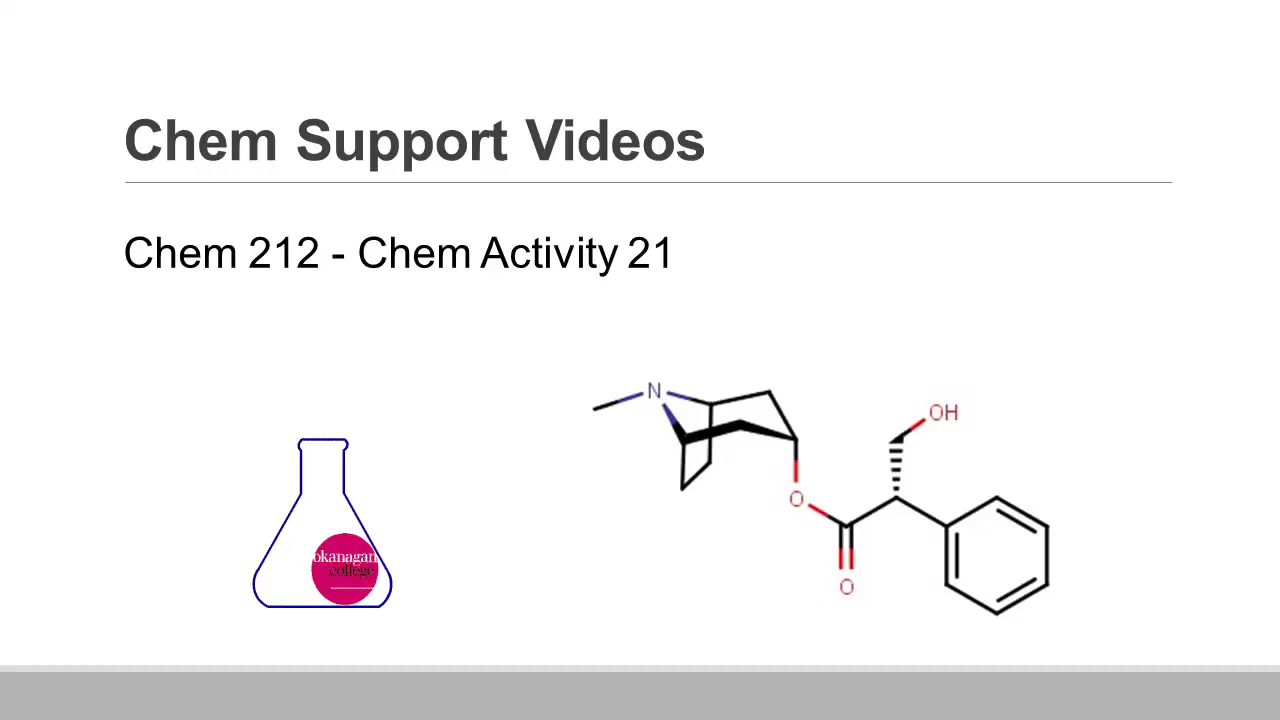 Chem Support Videos
Chem 212 - Chem Activity 21
N
OH
O
O
okanagan
college